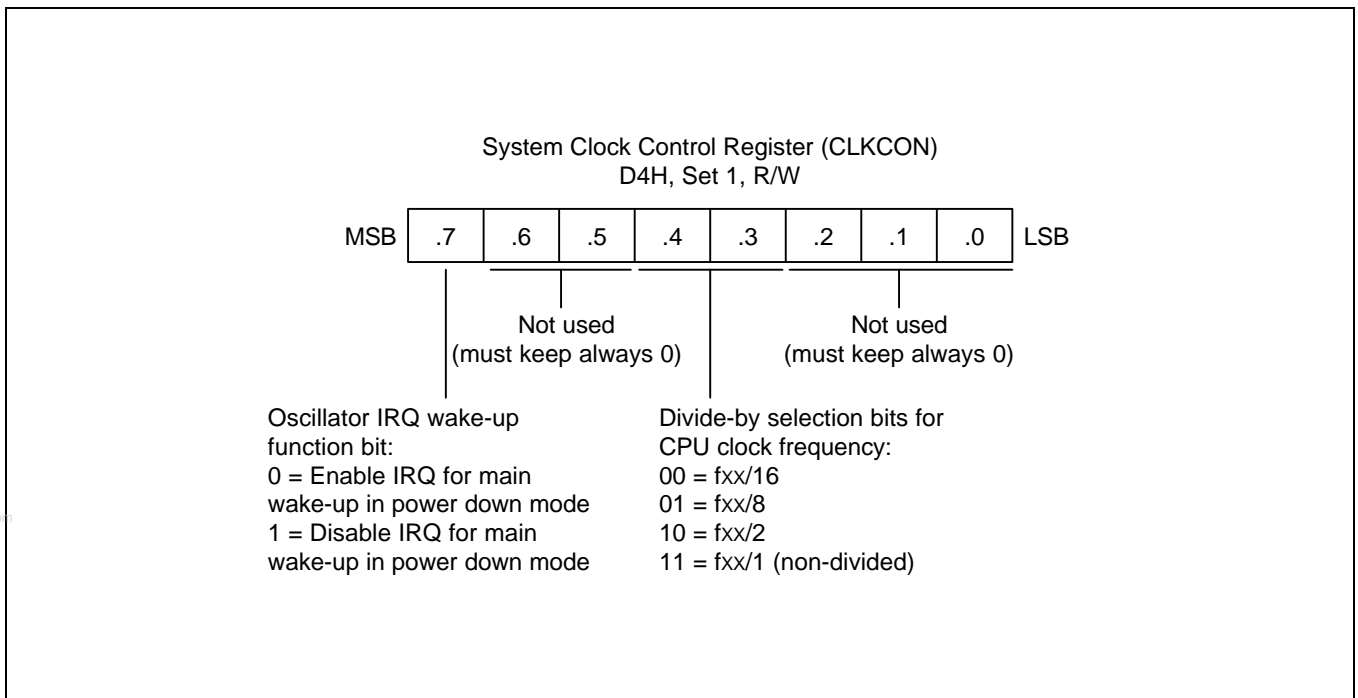 System Clock Control Register (CLKCON)
D4H, Set 1, R/W
MSB .7 .6 .5 .4 .3 .2 .1 .0 LSB
Not used
(must keep always 0)
Not used
(must keep always 0)
Oscillator IRQ wake-up
function bit:
0 = Enable IRQ for main
wake-up in power down mode
1 = Disable IRQ for main
wake-up in power down mode
Divide-by selection bits for
CPU clock frequency:
00 = fxx/16
01 = fxx/8
10 = fxx/2
11 = fxx/1 (non-divided)
om